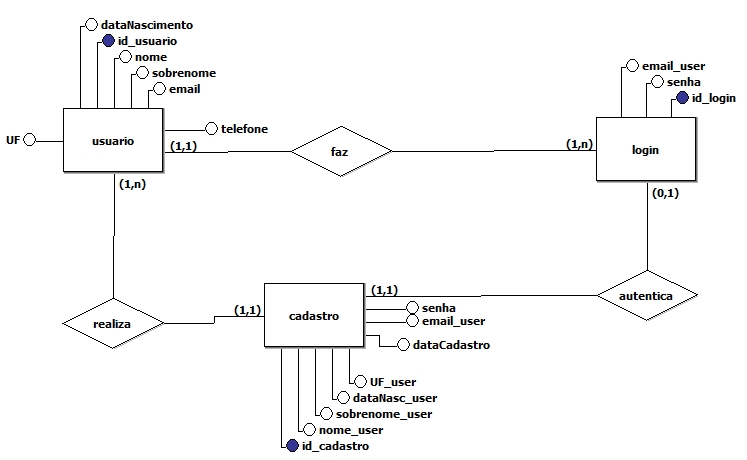 dataNascimento
id_usuario
nome
sobrenome
email
UF
usuario
telefone
(1,1)
faz
(1,n)
email_user
senha
id_login
login
(1,n)
(0,1)
realiza
(1,1)
cadastro
(1,1)
autentica
senha
email_user
dataCadastro
UF_user
dataNasc_user
sobrenome_user
nome_user
id_cadastro